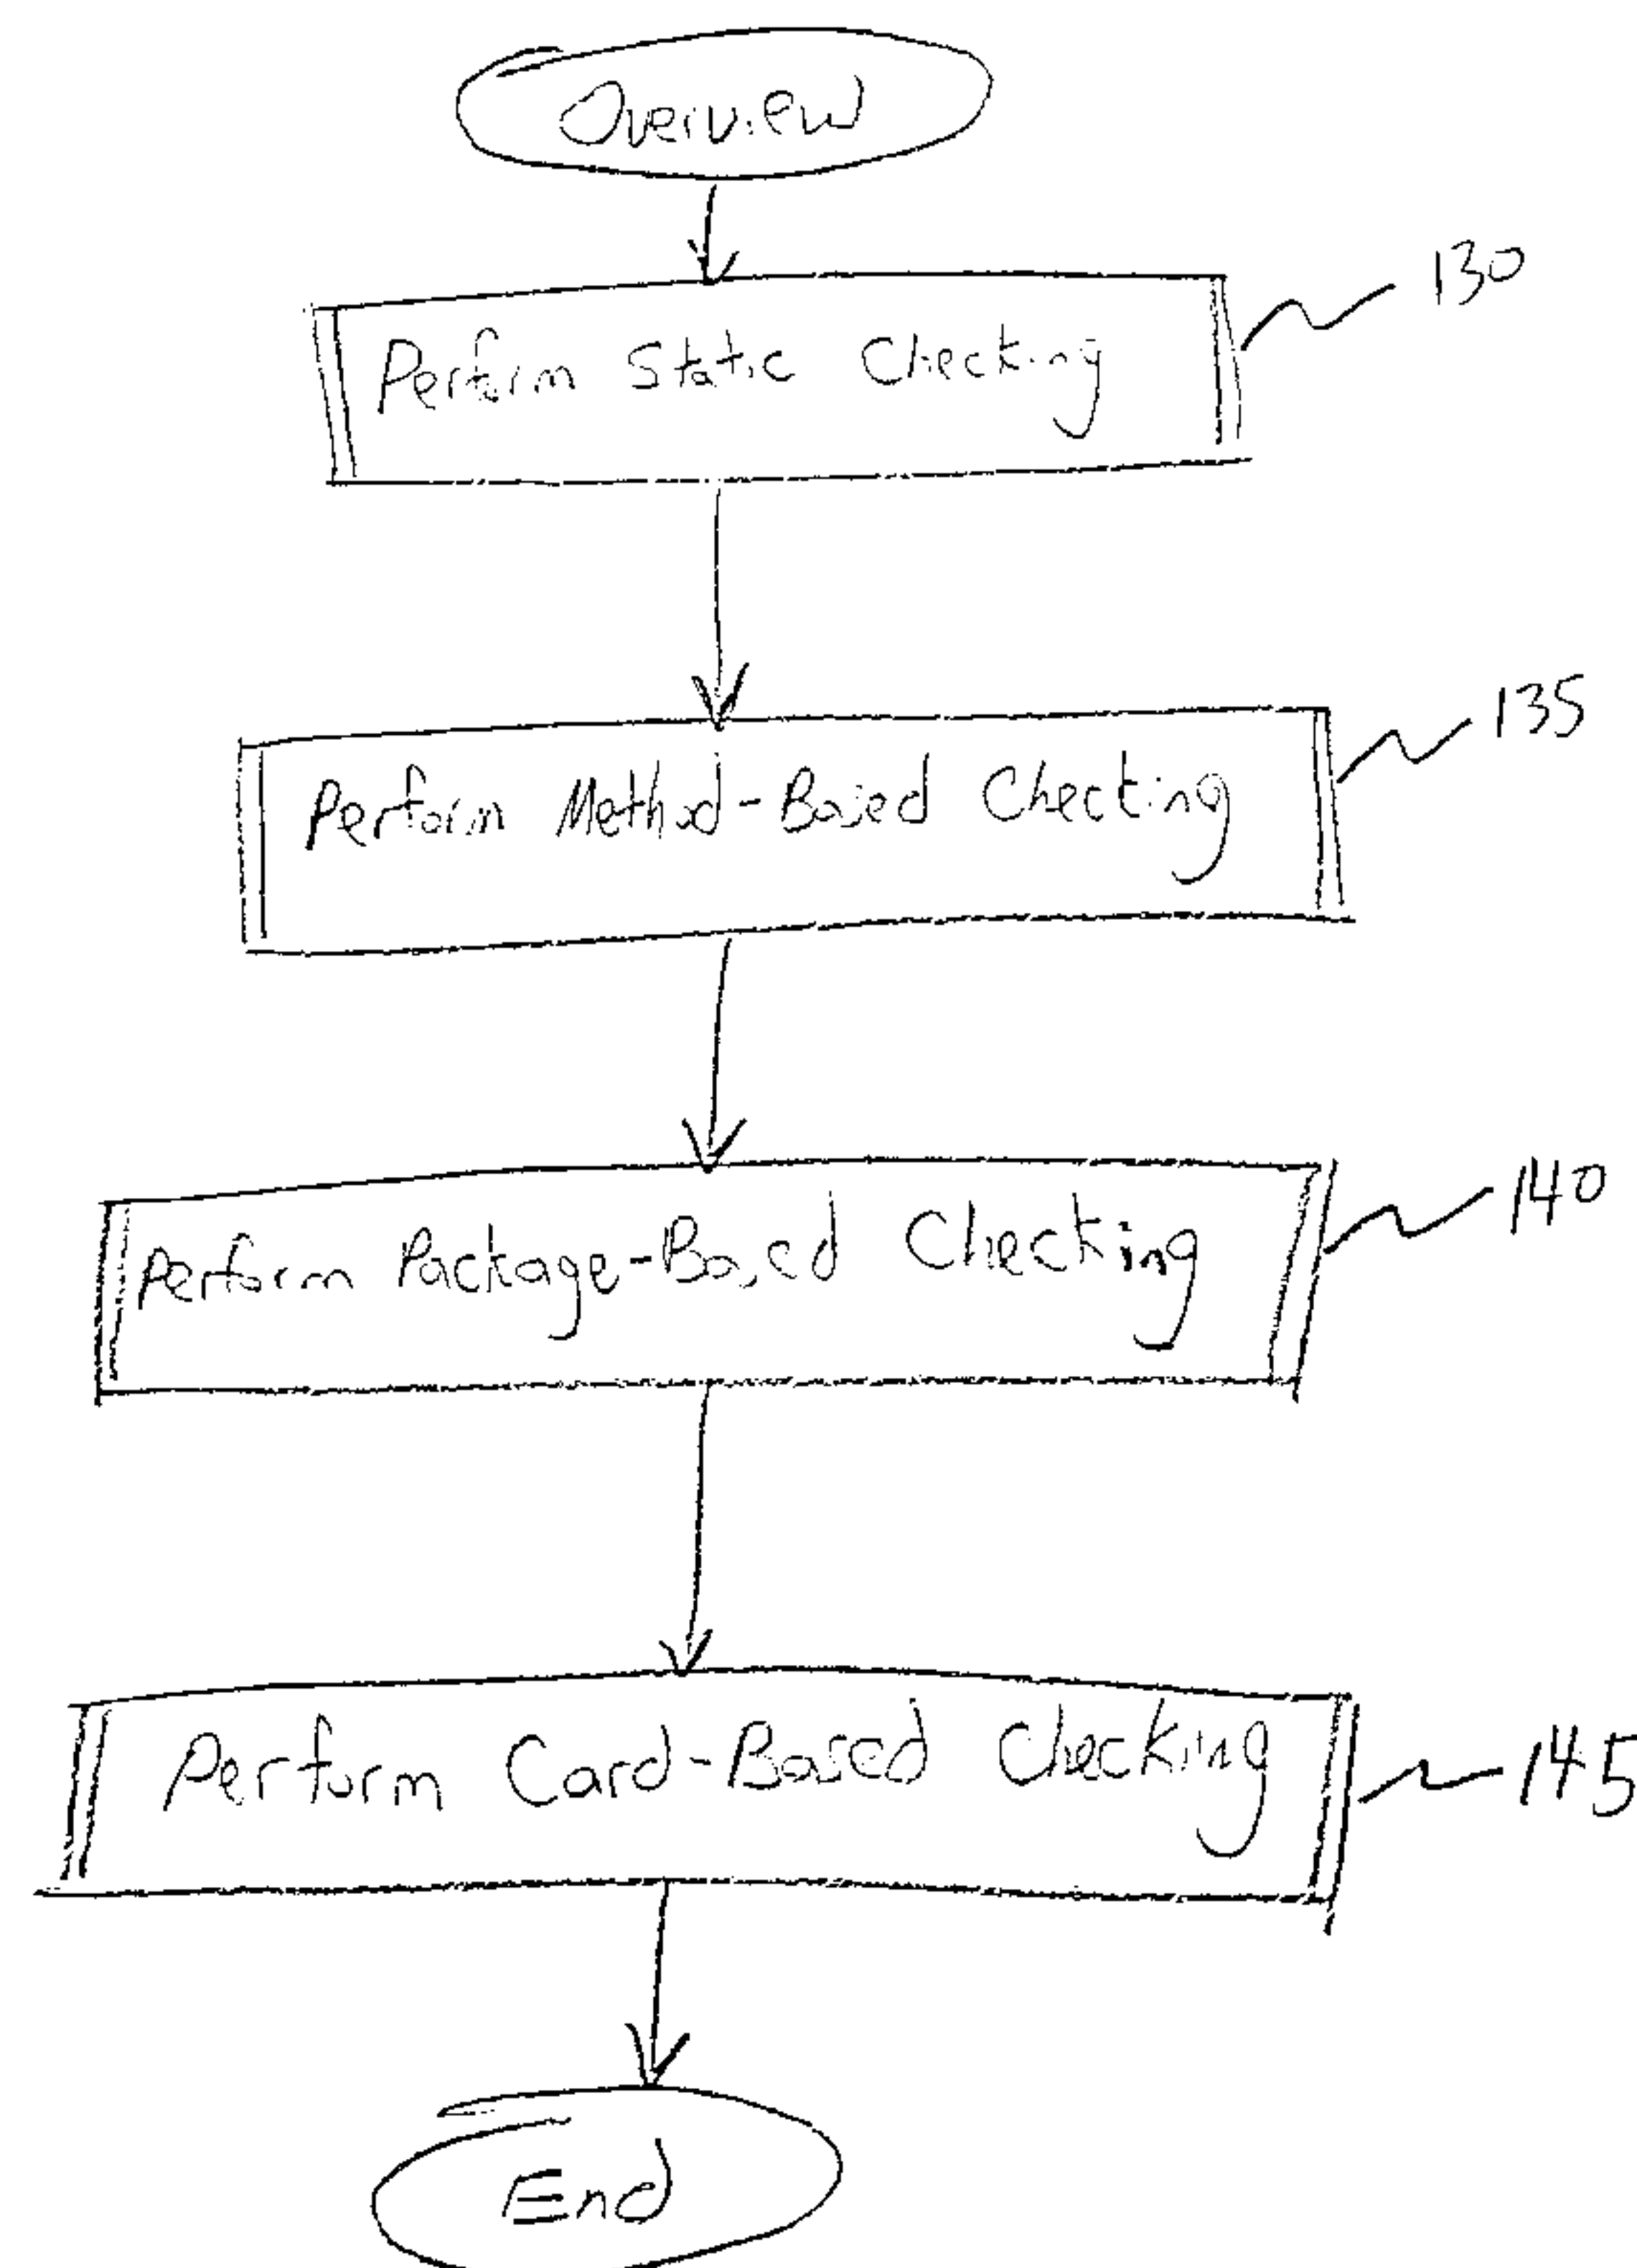 Overview
Perform Static Checking
130
Perform Method-Based Checking
135
Perform Package-Based Checking
140
Perform Card-Based Checking
145
End